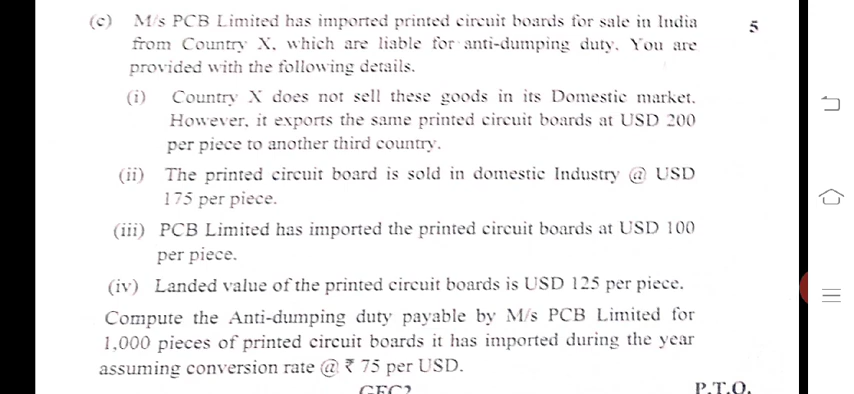 (c) M/s PCB Limited has imported printed circuit boards for sale in India 5
from Country X, which are liable for anti-dumping duty. You are
provided with the following details.
(i) Country X does not sell these goods in its Domestic market.
However, it exports the same printed circuit boards at USD 200
per piece to another third country.
(ii) The printed circuit board is sold in domestic Industry @ USD
175 per piece.
(iii) PCB Limited has imported the printed circuit boards at USD 100
per piece.
(iv) Landed value of the printed circuit boards is USD 125 per piece.
Compute the Anti-dumping duty payable by M/s PCB Limited for
1,000 pieces of printed circuit boards it has imported during the year
assuming conversion rate @ ₹ 75 per USD.
GFC2 P.T.O.